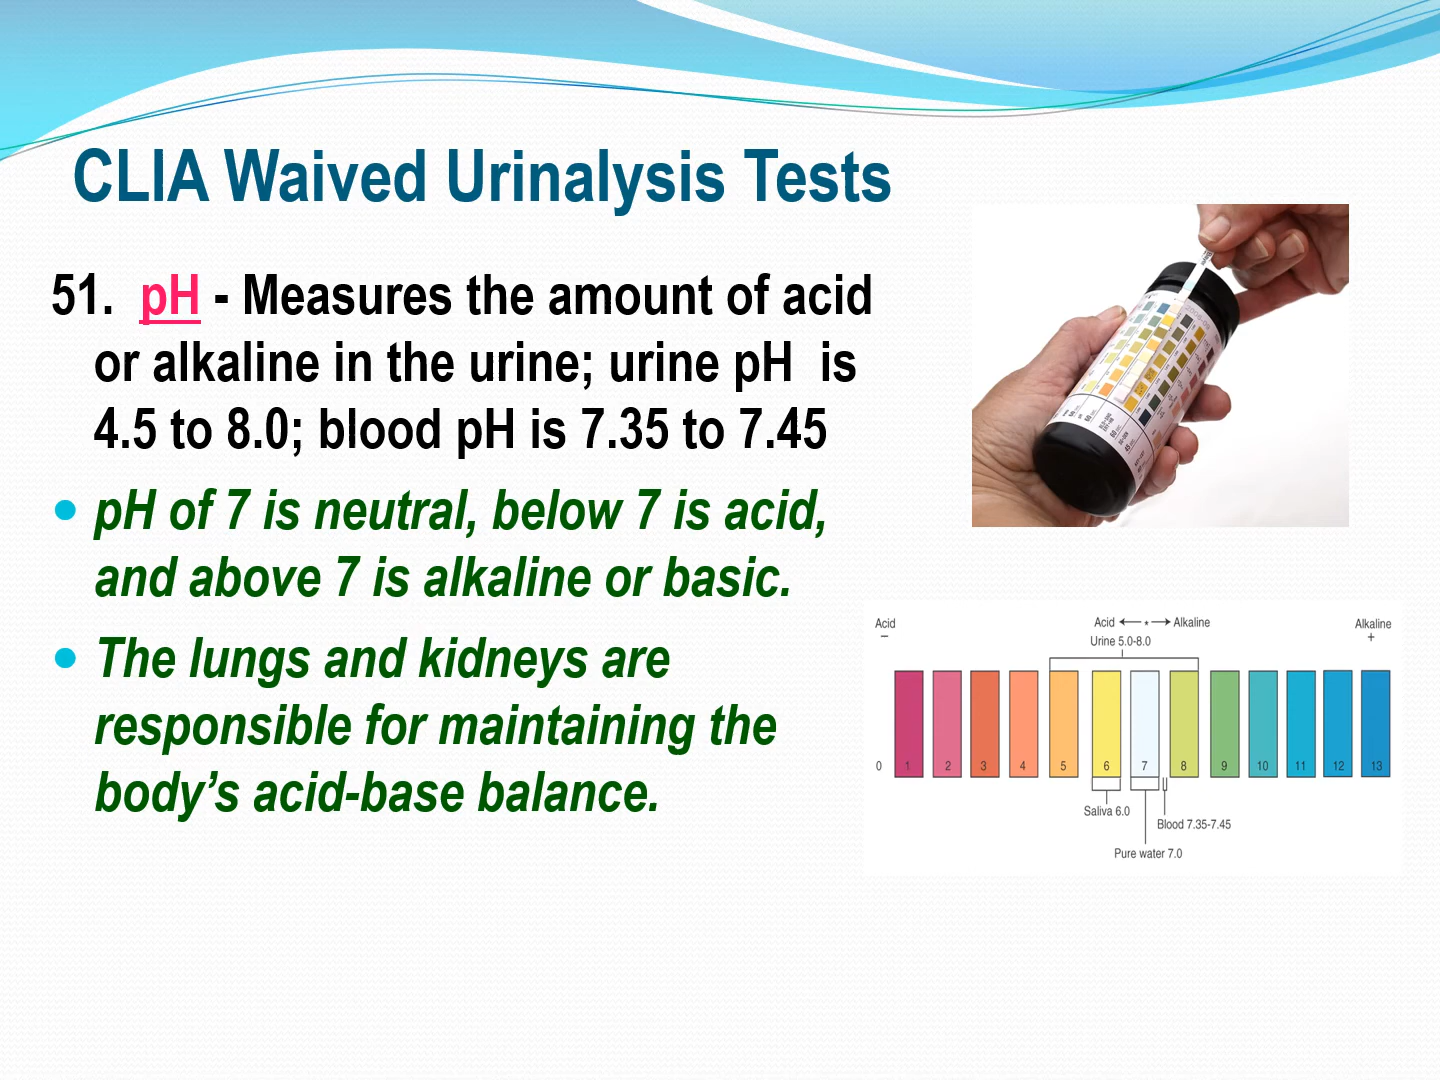 CLIA Waived Urinalysis Tests
51. pH - Measures the amount of acid
or alkaline in the urine; urine pH is
4.5 to 8.0; blood pH is 7.35 to 7.45
• pH of 7 is neutral, below 7 is acid,
and above 7 is alkaline or basic.
• The lungs and kidneys are
responsible for maintaining the
body’s acid-base balance.
Acid
−
Acid ←*→ Alkaline
Urine 5.0-8.0
Alkaline
+
0 1 2 3 4 5 6 7 8 9 10 11 12 13
Saliva 6.0
Blood 7.35-7.45
Pure water 7.0